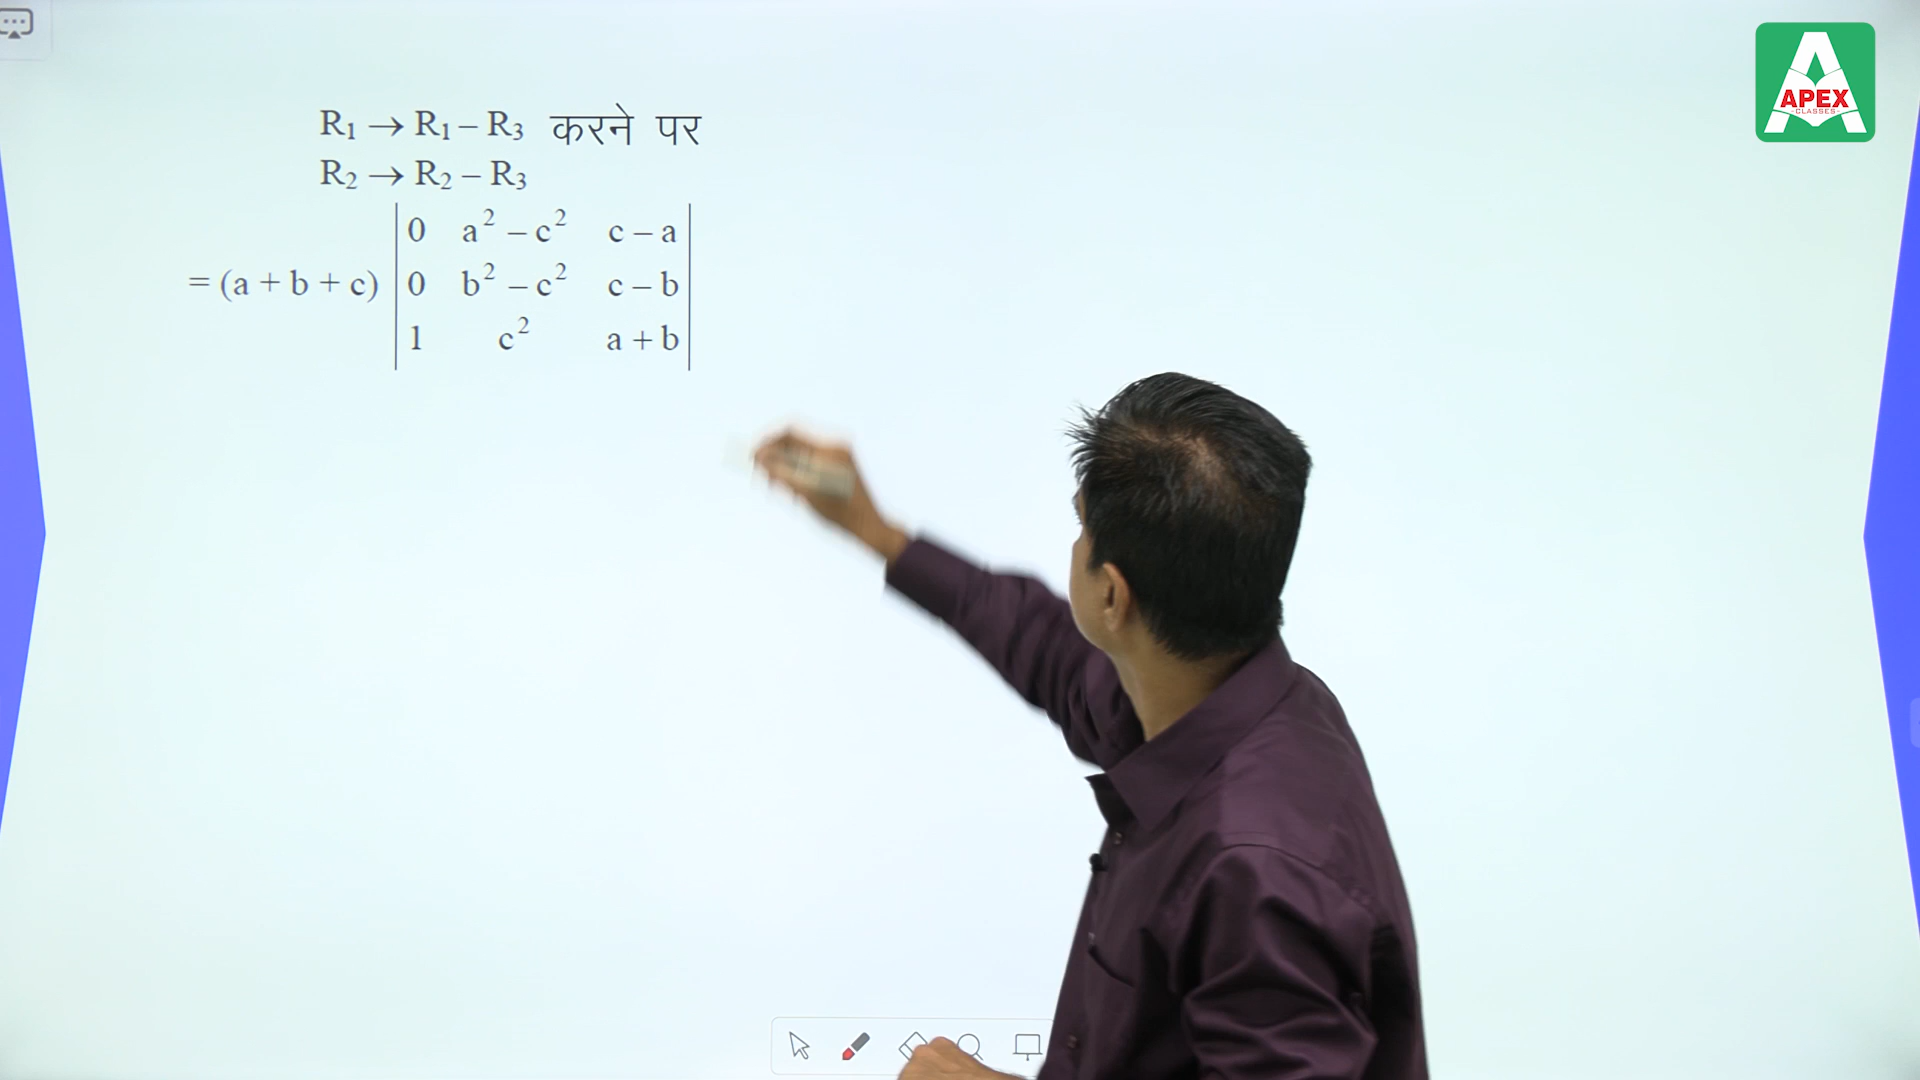 R₁ → R₁ – R₃ करने पर
R₂ → R₂ – R₃
= (a + b + c) | 0 a² – c² c – a |
| 0 b² – c² c – b |
| 1 c² a + b |
APEX
CLASSES